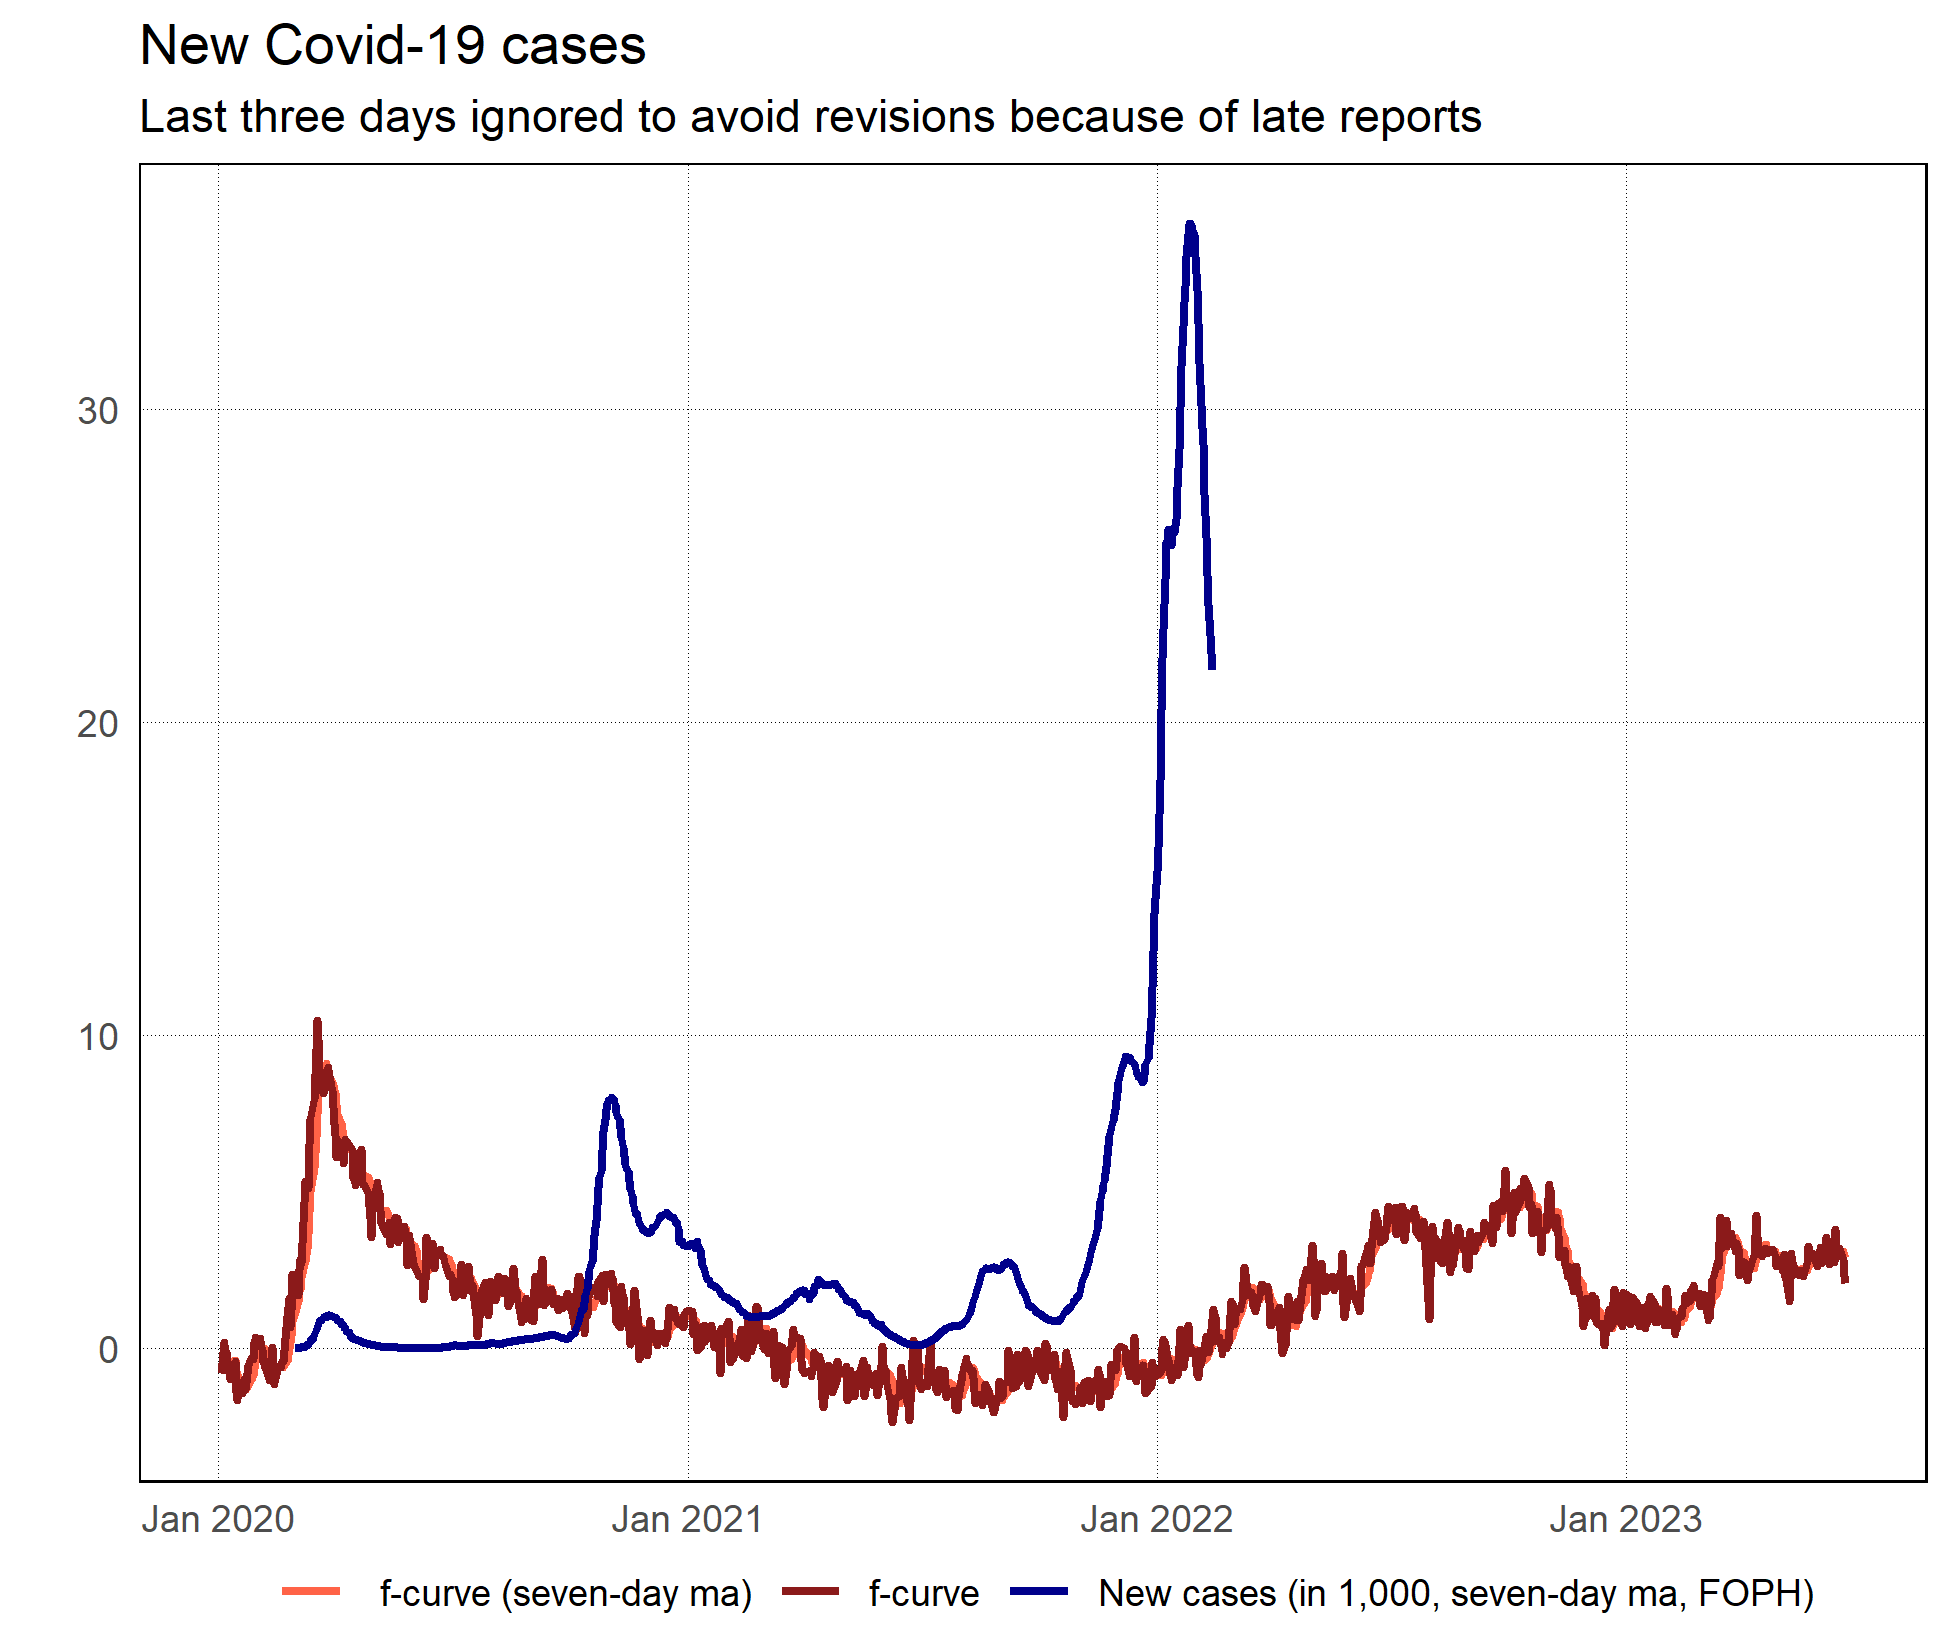 New Covid-19 cases
Last three days ignored to avoid revisions because of late reports
30
20
10
0
Jan 2020 Jan 2021 Jan 2022 Jan 2023
f-curve (seven-day ma) f-curve New cases (in 1,000, seven-day ma, FOPH)